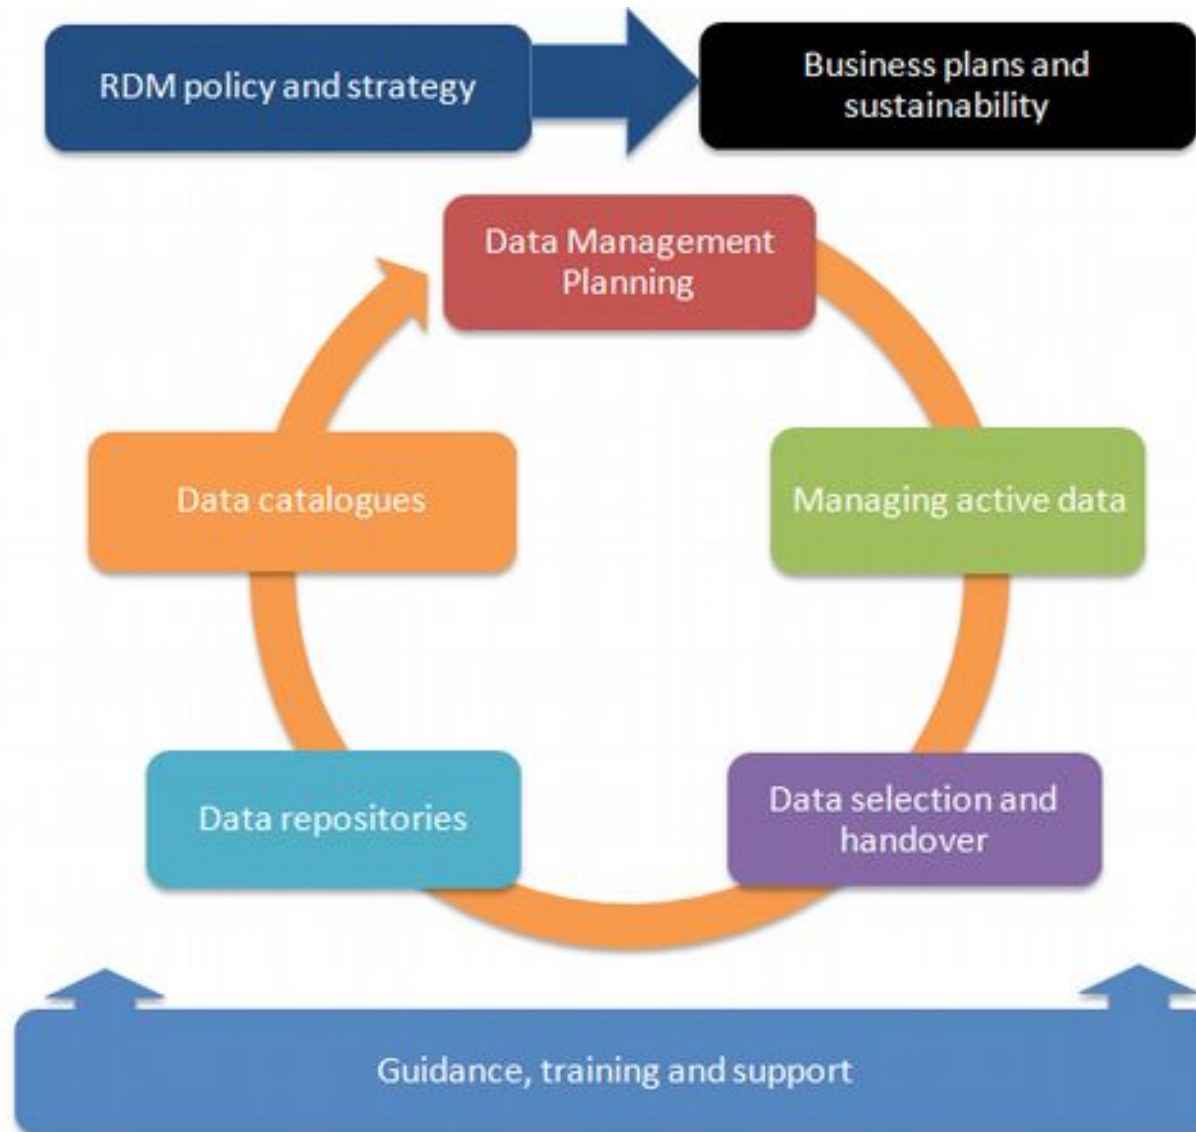 RDM policy and strategy
Business plans and
sustainability
Data Management
Planning
Data catalogues
Managing active data
Data repositories
Data selection and
handover
Guidance, training and support